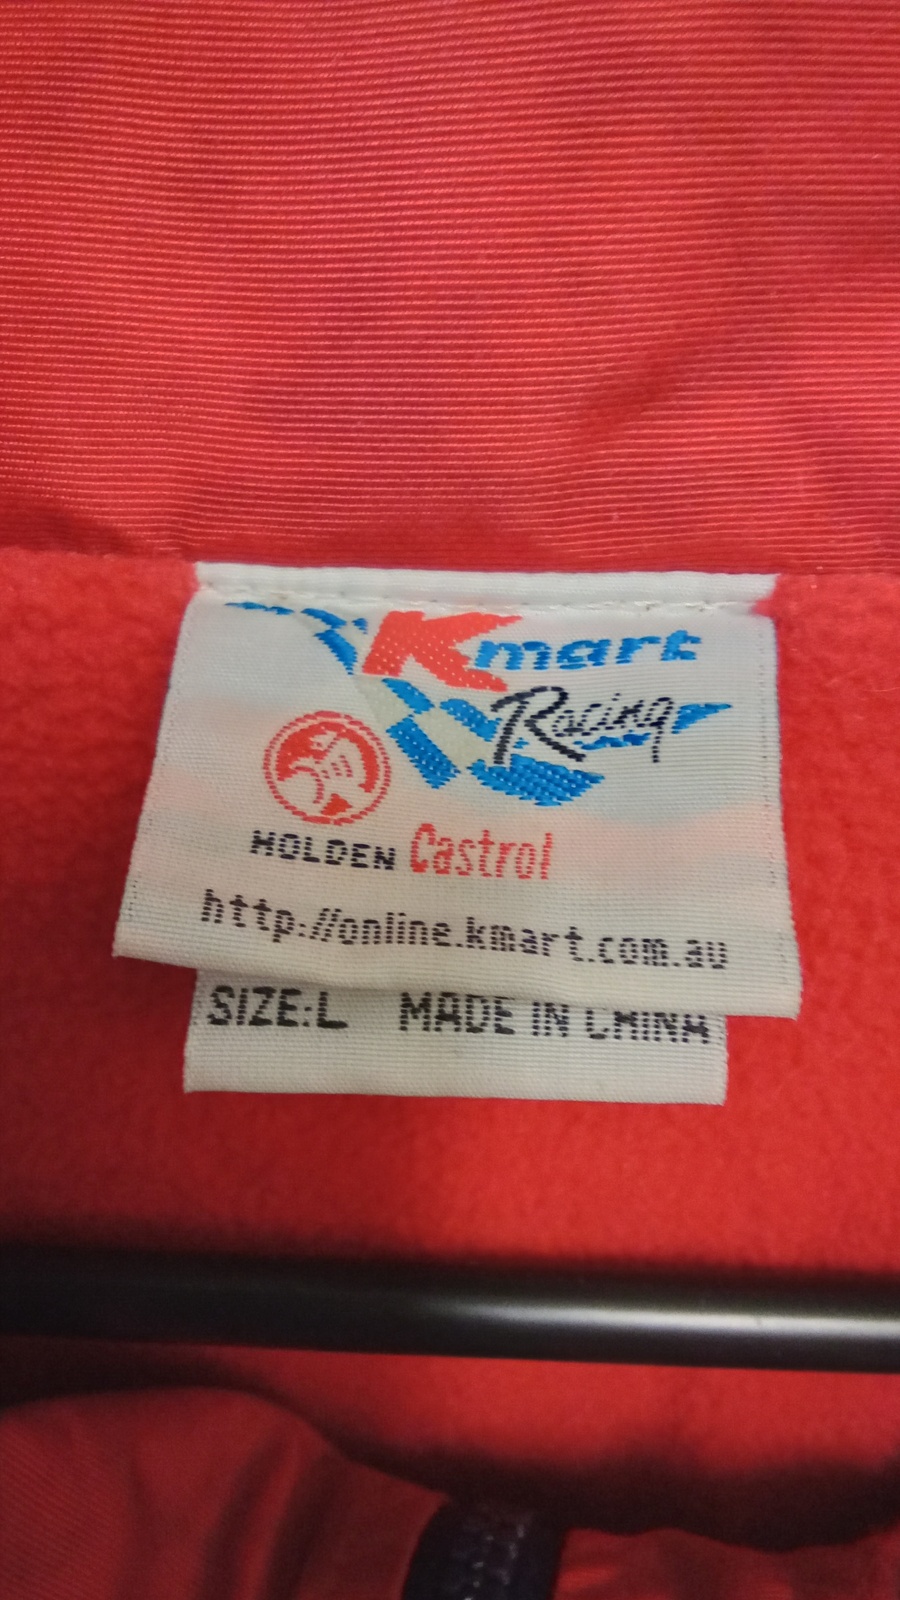 Kmart
Racing
HOLDEN Castrol
http://online.kmart.com.au
SIZE:L MADE IN CHINA